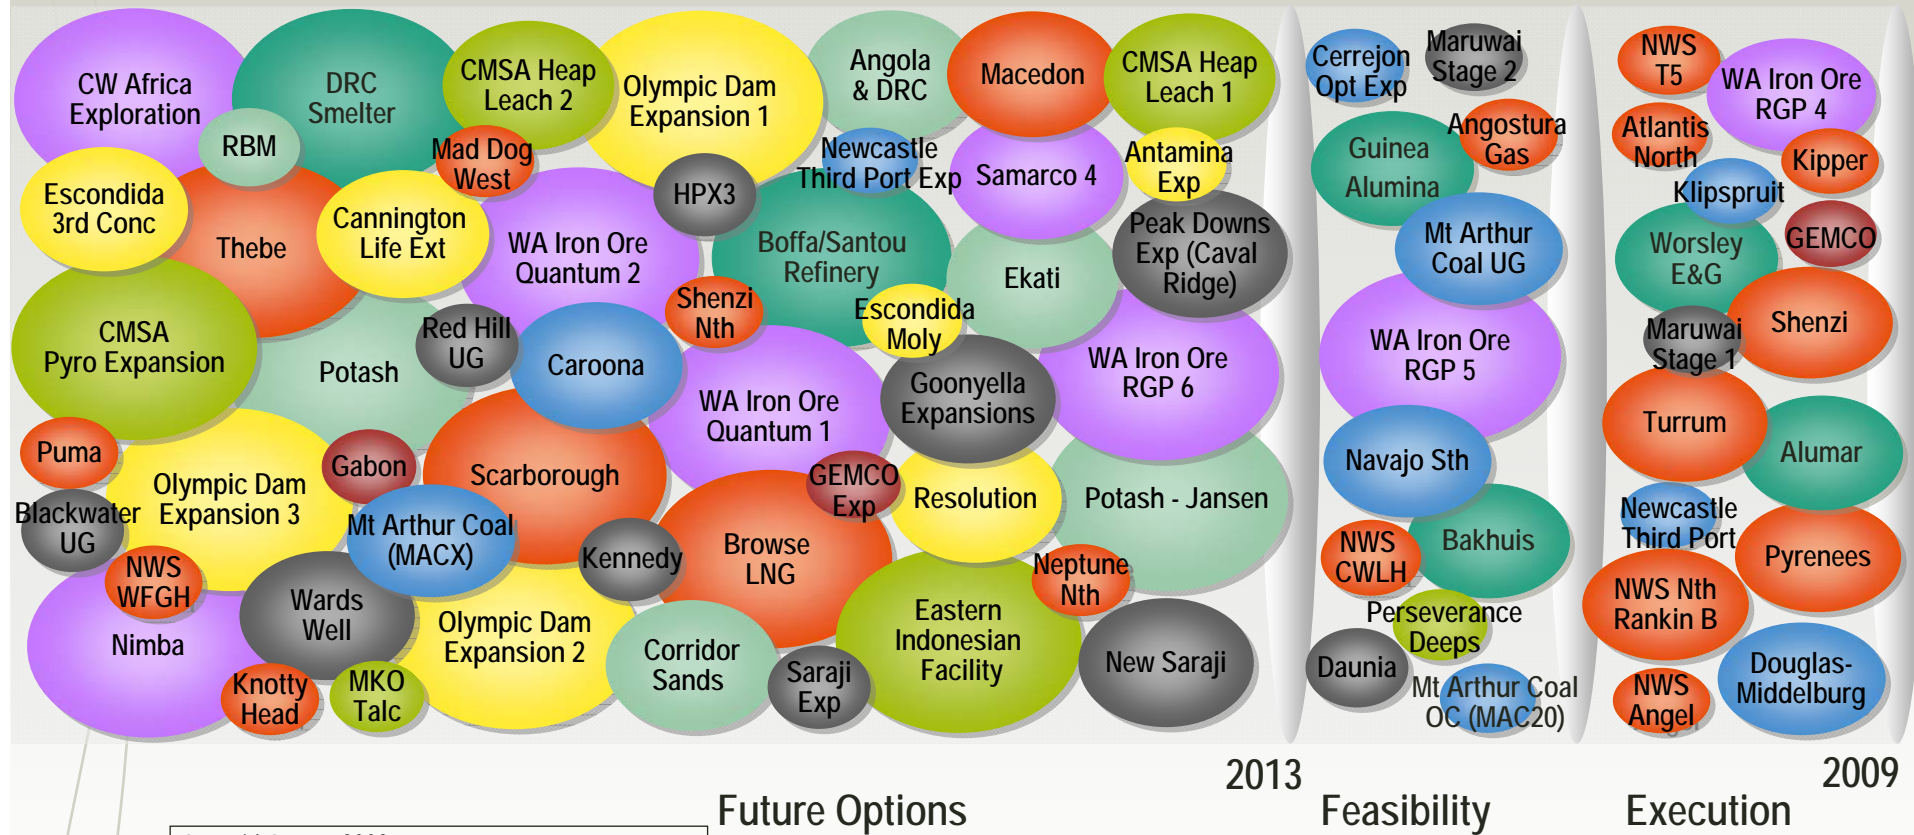 CW Africa
Exploration
DRC
Smelter
CMSA Heap
Leach 2
Olympic Dam
Expansion 1
Angola
& DRC
Macedon
CMSA Heap
Leach 1
RBM
Mad Dog
West
Newcastle
Third Port Exp
Samarco 4
Antamina
Exp
Escondida
3rd Conc
Thebe
Cannington
Life Ext
WA Iron Ore
Quantum 2
HPX3
Boffa/Santou
Refinery
Ekati
Peak Downs
Exp (Caval
Ridge)
CMSA
Pyro Expansion
Potash
Red Hill
UG
Caroona
Shenzi
Nth
Escondida
Moly
WA Iron Ore
Quantum 1
Goonyella
Expansions
WA Iron Ore
RGP 6
Puma
Olympic Dam
Expansion 3
Gabon
Scarborough
GEMCO
Exp
Resolution
Potash - Jansen
Blackwater
UG
Mt Arthur Coal
(MACX)
Kennedy
Browse
LNG
NWS
WFGH
Wards
Well
Neptune
Nth
Nimba
Olympic Dam
Expansion 2
Corridor
Sands
Eastern
Indonesian
Facility
New Saraji
Knotty
Head
MKO
Talc
Saraji
Exp
Cerrejon
Opt Exp
Maruwai
Stage 2
Guinea
Alumina
Angostura
Gas
Mt Arthur
Coal UG
WA Iron Ore
RGP 5
Navajo Sth
NWS
CWLH
Bakhuis
Perseverance
Deeps
Daunia
Mt Arthur Coal
OC (MAC20)
NWS
T5
WA Iron Ore
RGP 4
Atlantis
North
Kipper
Klipspruit
Worsley
E&G
GEMCO
Maruwai
Stage 1
Shenzi
Turrum
Alumar
Newcastle
Third Port
Pyrenees
NWS Nth
Rankin B
NWS
Angel
Douglas-
Middelburg
2013
2009
Future Options
Feasibility
Execution